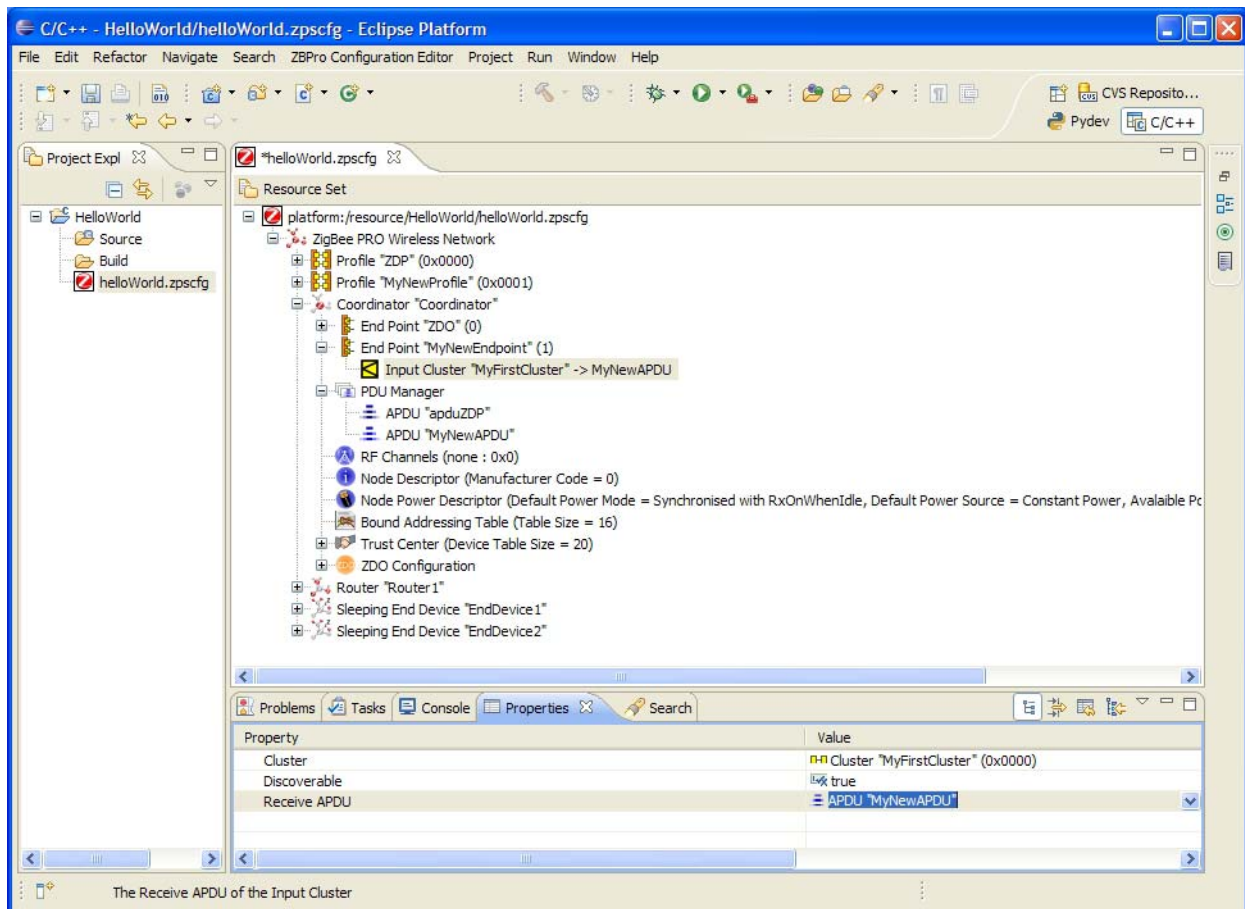 C/C++ - HelloWorld/helloWorld.zpscfg - Eclipse Platform
File Edit Refactor Navigate Search ZBPro Configuration Editor Project Run Window Help
CVS Reposito...
Pydev C/C++
Project Expl
*helloWorld.zpscfg
Resource Set
HelloWorld
Source
Build
helloWorld.zpscfg
platform:/resource/HelloWorld/helloWorld.zpscfg
ZigBee PRO Wireless Network
Profile "ZDP" (0x0000)
Profile "MyNewProfile" (0x0001)
Coordinator "Coordinator"
End Point "ZDO" (0)
End Point "MyNewEndpoint" (1)
Input Cluster "MyFirstCluster" -> MyNewAPDU
PDU Manager
APDU "apduZDP"
APDU "MyNewAPDU"
RF Channels (none : 0x0)
Node Descriptor (Manufacturer Code = 0)
Node Power Descriptor (Default Power Mode = Synchronised with RxOnWhenIdle, Default Power Source = Constant Power, Avalaible Po
Bound Addressing Table (Table Size = 16)
Trust Center (Device Table Size = 20)
ZDO Configuration
Router "Router1"
Sleeping End Device "EndDevice1"
Sleeping End Device "EndDevice2"
Problems Tasks Console Properties Search
Property Value
Cluster Cluster "MyFirstCluster" (0x0000)
Discoverable true
Receive APDU APDU "MyNewAPDU"
The Receive APDU of the Input Cluster